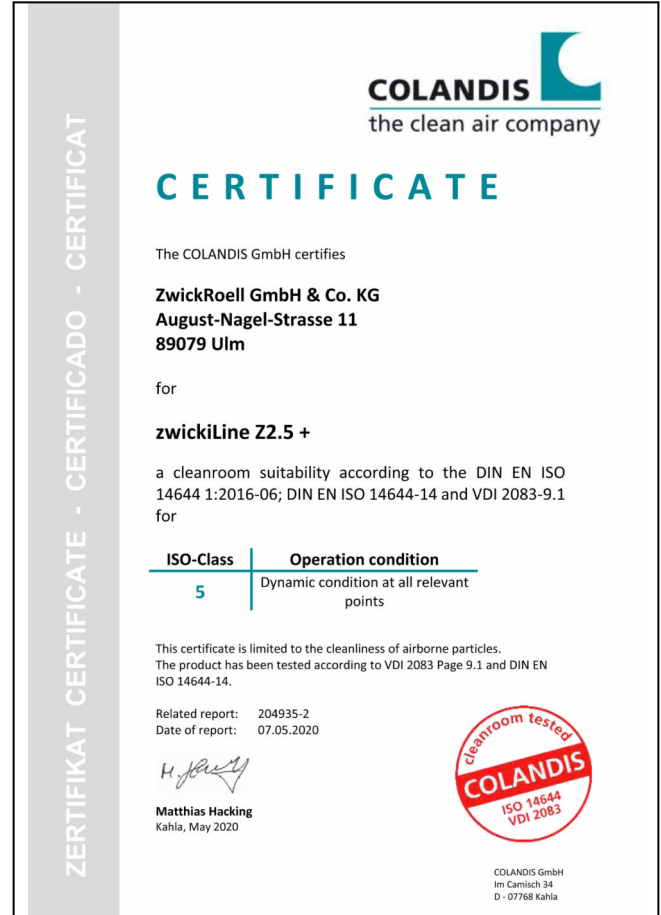 COLANDIS
the clean air company
ZERTIFIKAT CERTIFICATE - CERTIFICADO - CERTIFICAT
CERTIFICATE
The COLANDIS GmbH certifies
ZwickRoell GmbH & Co. KG
August-Nagel-Strasse 11
89079 Ulm
for
zwickiLine Z2.5 +
a cleanroom suitability according to the DIN EN ISO
14644 1:2016-06; DIN EN ISO 14644-14 and VDI 2083-9.1
for
ISO-Class Operation condition
5 Dynamic condition at all relevant
points
This certificate is limited to the cleanliness of airborne particles.
The product has been tested according to VDI 2083 Page 9.1 and DIN EN
ISO 14644-14.
Related report: 204935-2
Date of report: 07.05.2020
Matthias Hacking
Kahla, May 2020
cleanroom tested
COLANDIS
ISO 14644
VDI 2083
COLANDIS GmbH
Im Camisch 34
D - 07768 Kahla